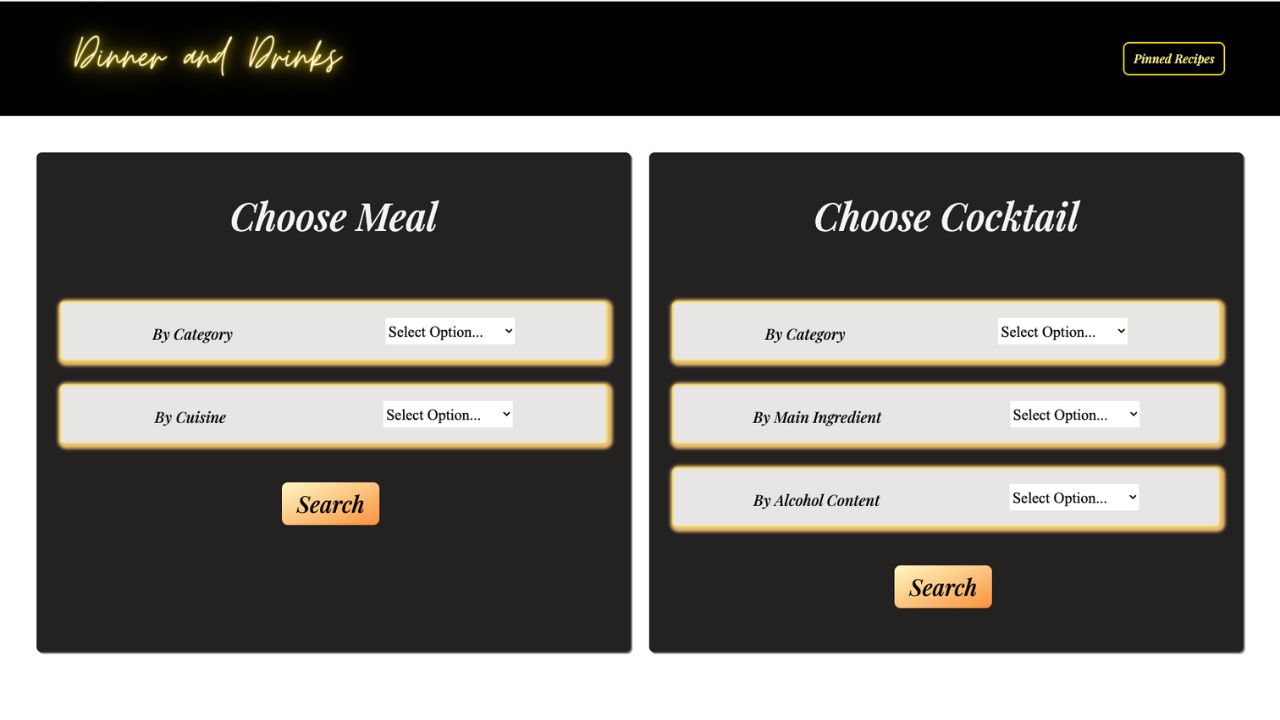 Dinner and Drinks
Pinned Recipes
Choose Meal
By Category
Select Option...
By Cuisine
Select Option...
Search
Choose Cocktail
By Category
Select Option...
By Main Ingredient
Select Option...
By Alcohol Content
Select Option...
Search